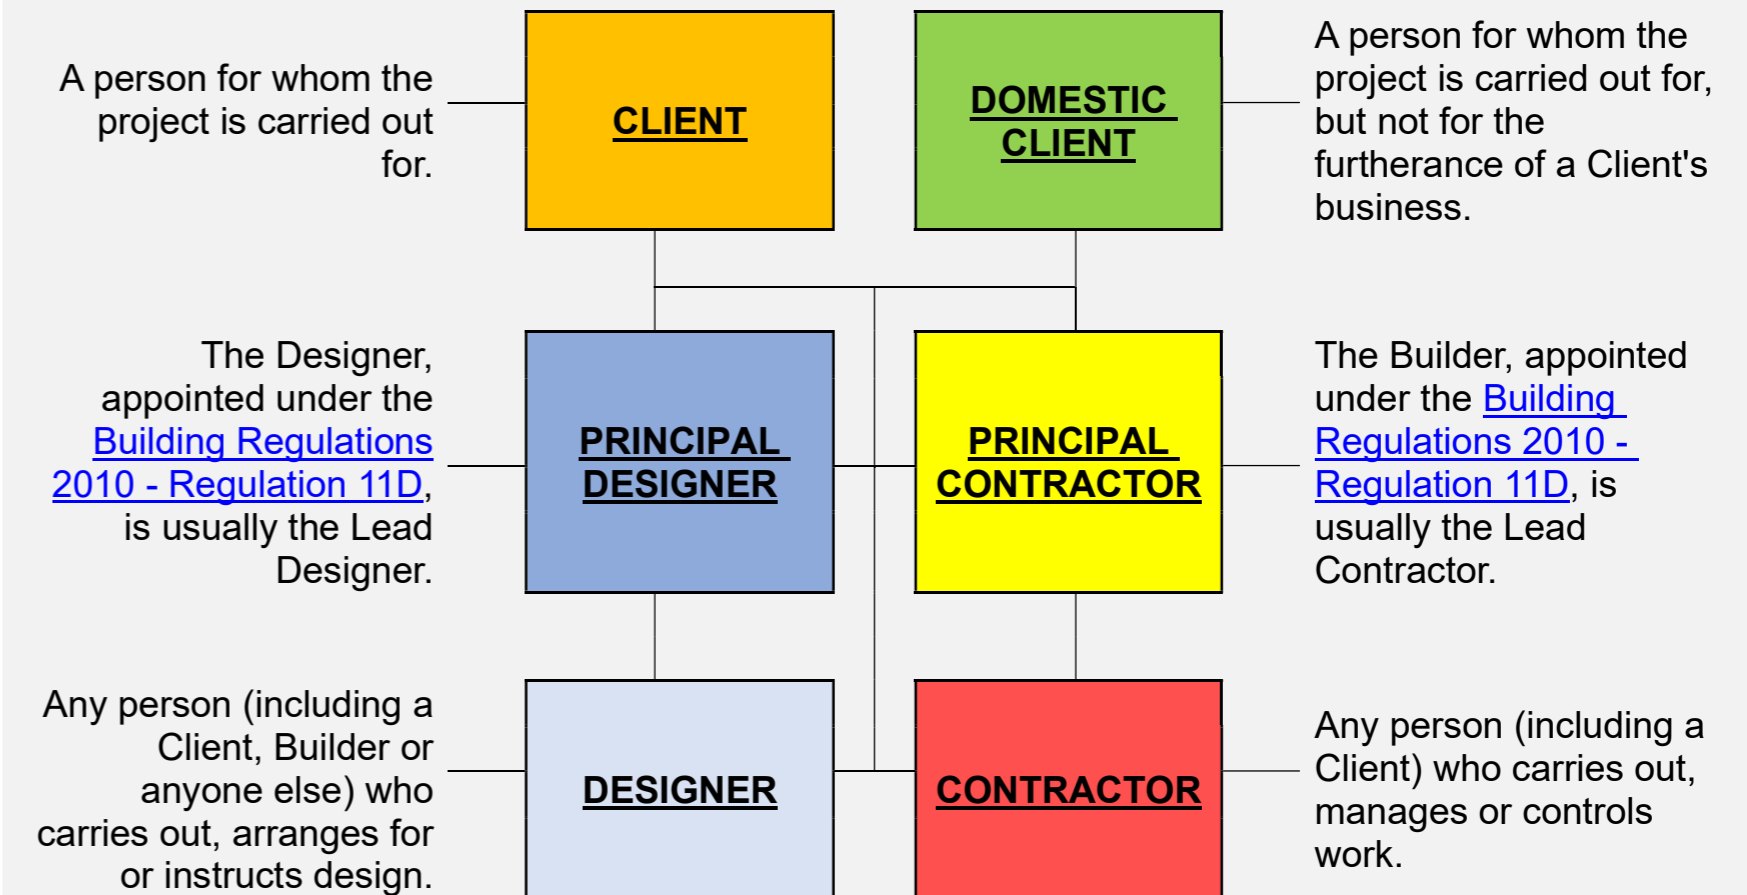 A person for whom the
project is carried out
for.
CLIENT
DOMESTIC
CLIENT
A person for whom the
project is carried out for,
but not for the
furtherance of a Client's
business.
The Designer,
appointed under the
Building Regulations
2010 - Regulation 11D,
is usually the Lead
Designer.
PRINCIPAL
DESIGNER
PRINCIPAL
CONTRACTOR
The Builder, appointed
under the Building
Regulations 2010 -
Regulation 11D, is
usually the Lead
Contractor.
Any person (including a
Client, Builder or
anyone else) who
carries out, arranges for
or instructs design.
DESIGNER
CONTRACTOR
Any person (including a
Client) who carries out,
manages or controls
work.